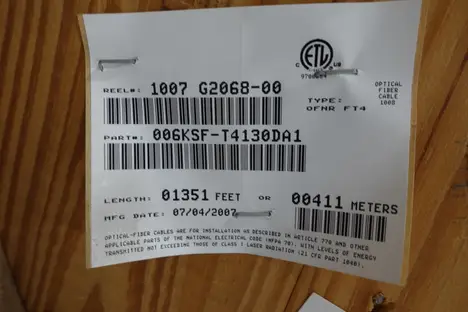 ETL
C US
REEL#: 1007 G2068-00
TYPE:
OFNR FT4
OPTICAL
FIBER
CABLE
PART#: 006KSF-T4130DA1
LENGTH: 01351 FEET OR 00411 METERS
MFG DATE: 07/04/2007
OPTICAL-FIBER CABLES ARE FOR INSTALLATION AS DESCRIBED IN ARTICLE 770 AND OTHER
APPLICABLE PARTS OF THE NATIONAL ELECTRICAL CODE (NFPA 70); WITH LEVELS OF ENERGY
TRANSMITTED NOT EXCEEDING THOSE OF CLASS I LASER RADIATION (21 CFR PART 1040).